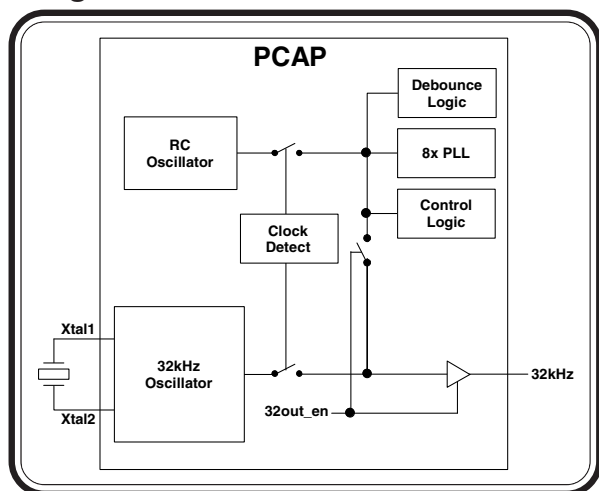 PCAP
Debounce
Logic
RC
Oscillator
8x PLL
Control
Logic
Clock
Detect
Xtal1
32kHz
Oscillator
32kHz
Xtal2
32out_en